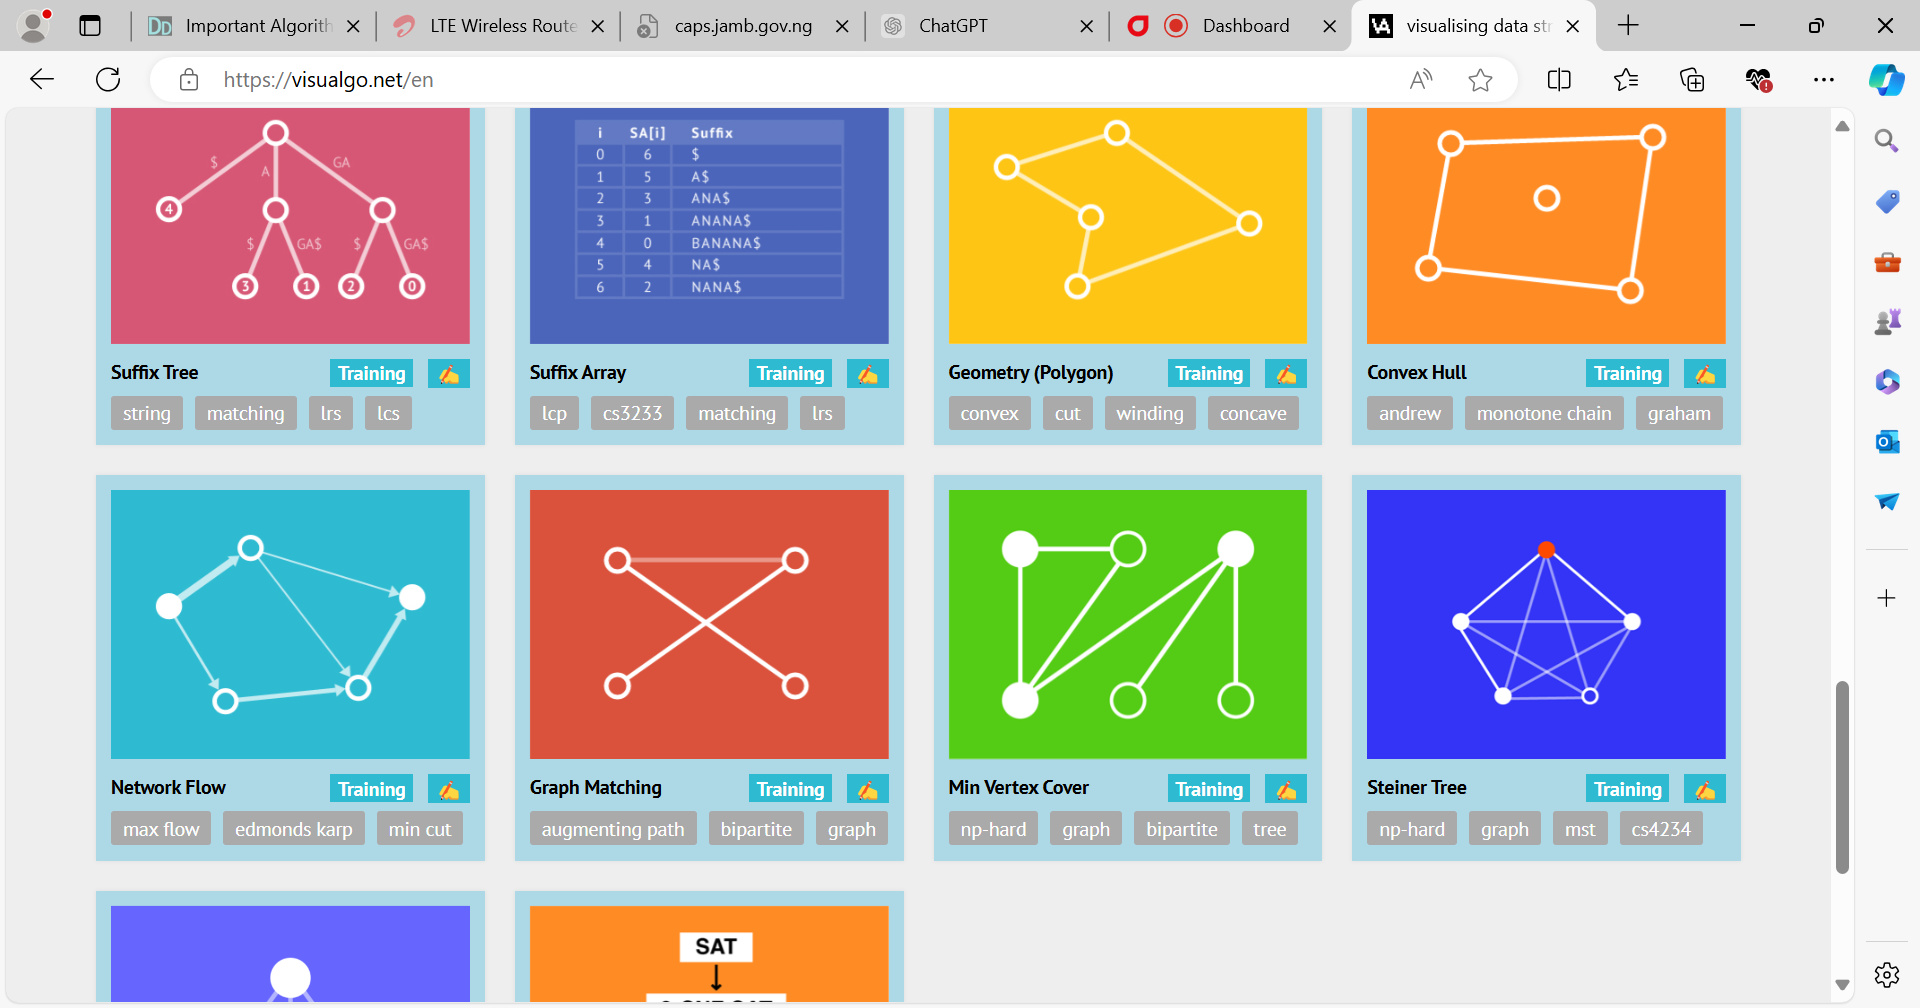 Important Algorith
LTE Wireless Route
caps.jamb.gov.ng
ChatGPT
Dashboard
visualising data str
https://visualgo.net/en
$
A
GA
4
$
GA$
$
GA$
3
1
2
0
i SA[i] Suffix
0 6 $
1 5 A$
2 3 ANA$
3 1 ANANA$
4 0 BANANA$
5 4 NA$
6 2 NANA$
Suffix Tree Training
string matching lrs lcs
Suffix Array Training
lcp cs3233 matching lrs
Geometry (Polygon) Training
convex cut winding concave
Convex Hull Training
andrew monotone chain graham
Network Flow Training
max flow edmonds karp min cut
Graph Matching Training
augmenting path bipartite graph
Min Vertex Cover Training
np-hard graph bipartite tree
Steiner Tree Training
np-hard graph mst cs4234
SAT